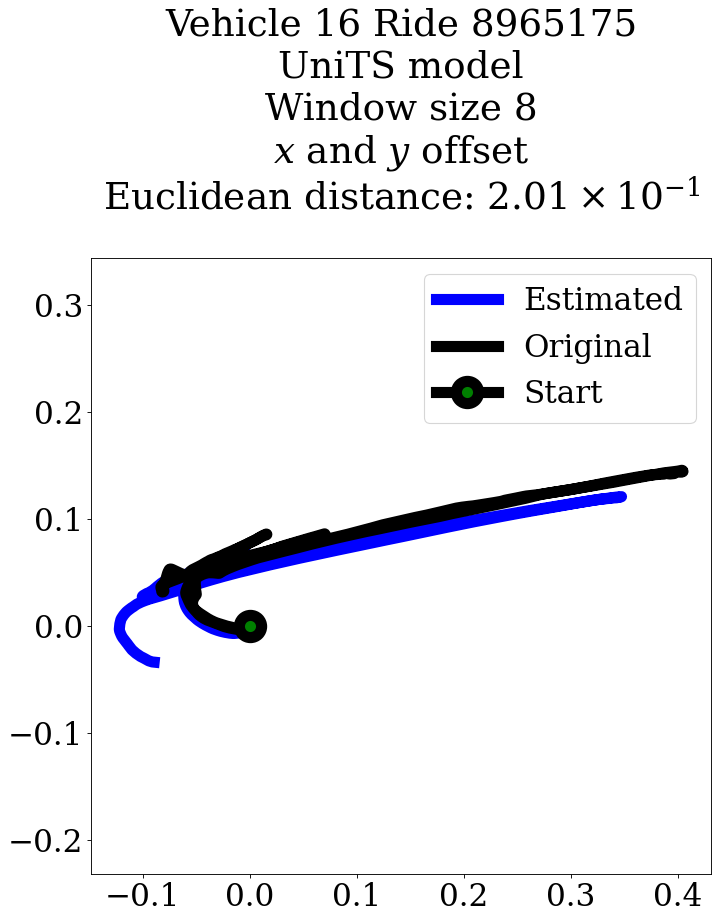 Vehicle 16 Ride 8965175
UniTS model
Window size 8
x and y offset
Euclidean distance: 2.01 × 10⁻¹
Estimated
Original
Start
0.3
0.2
0.1
0.0
−0.1
−0.2
−0.1 0.0 0.1 0.2 0.3 0.4